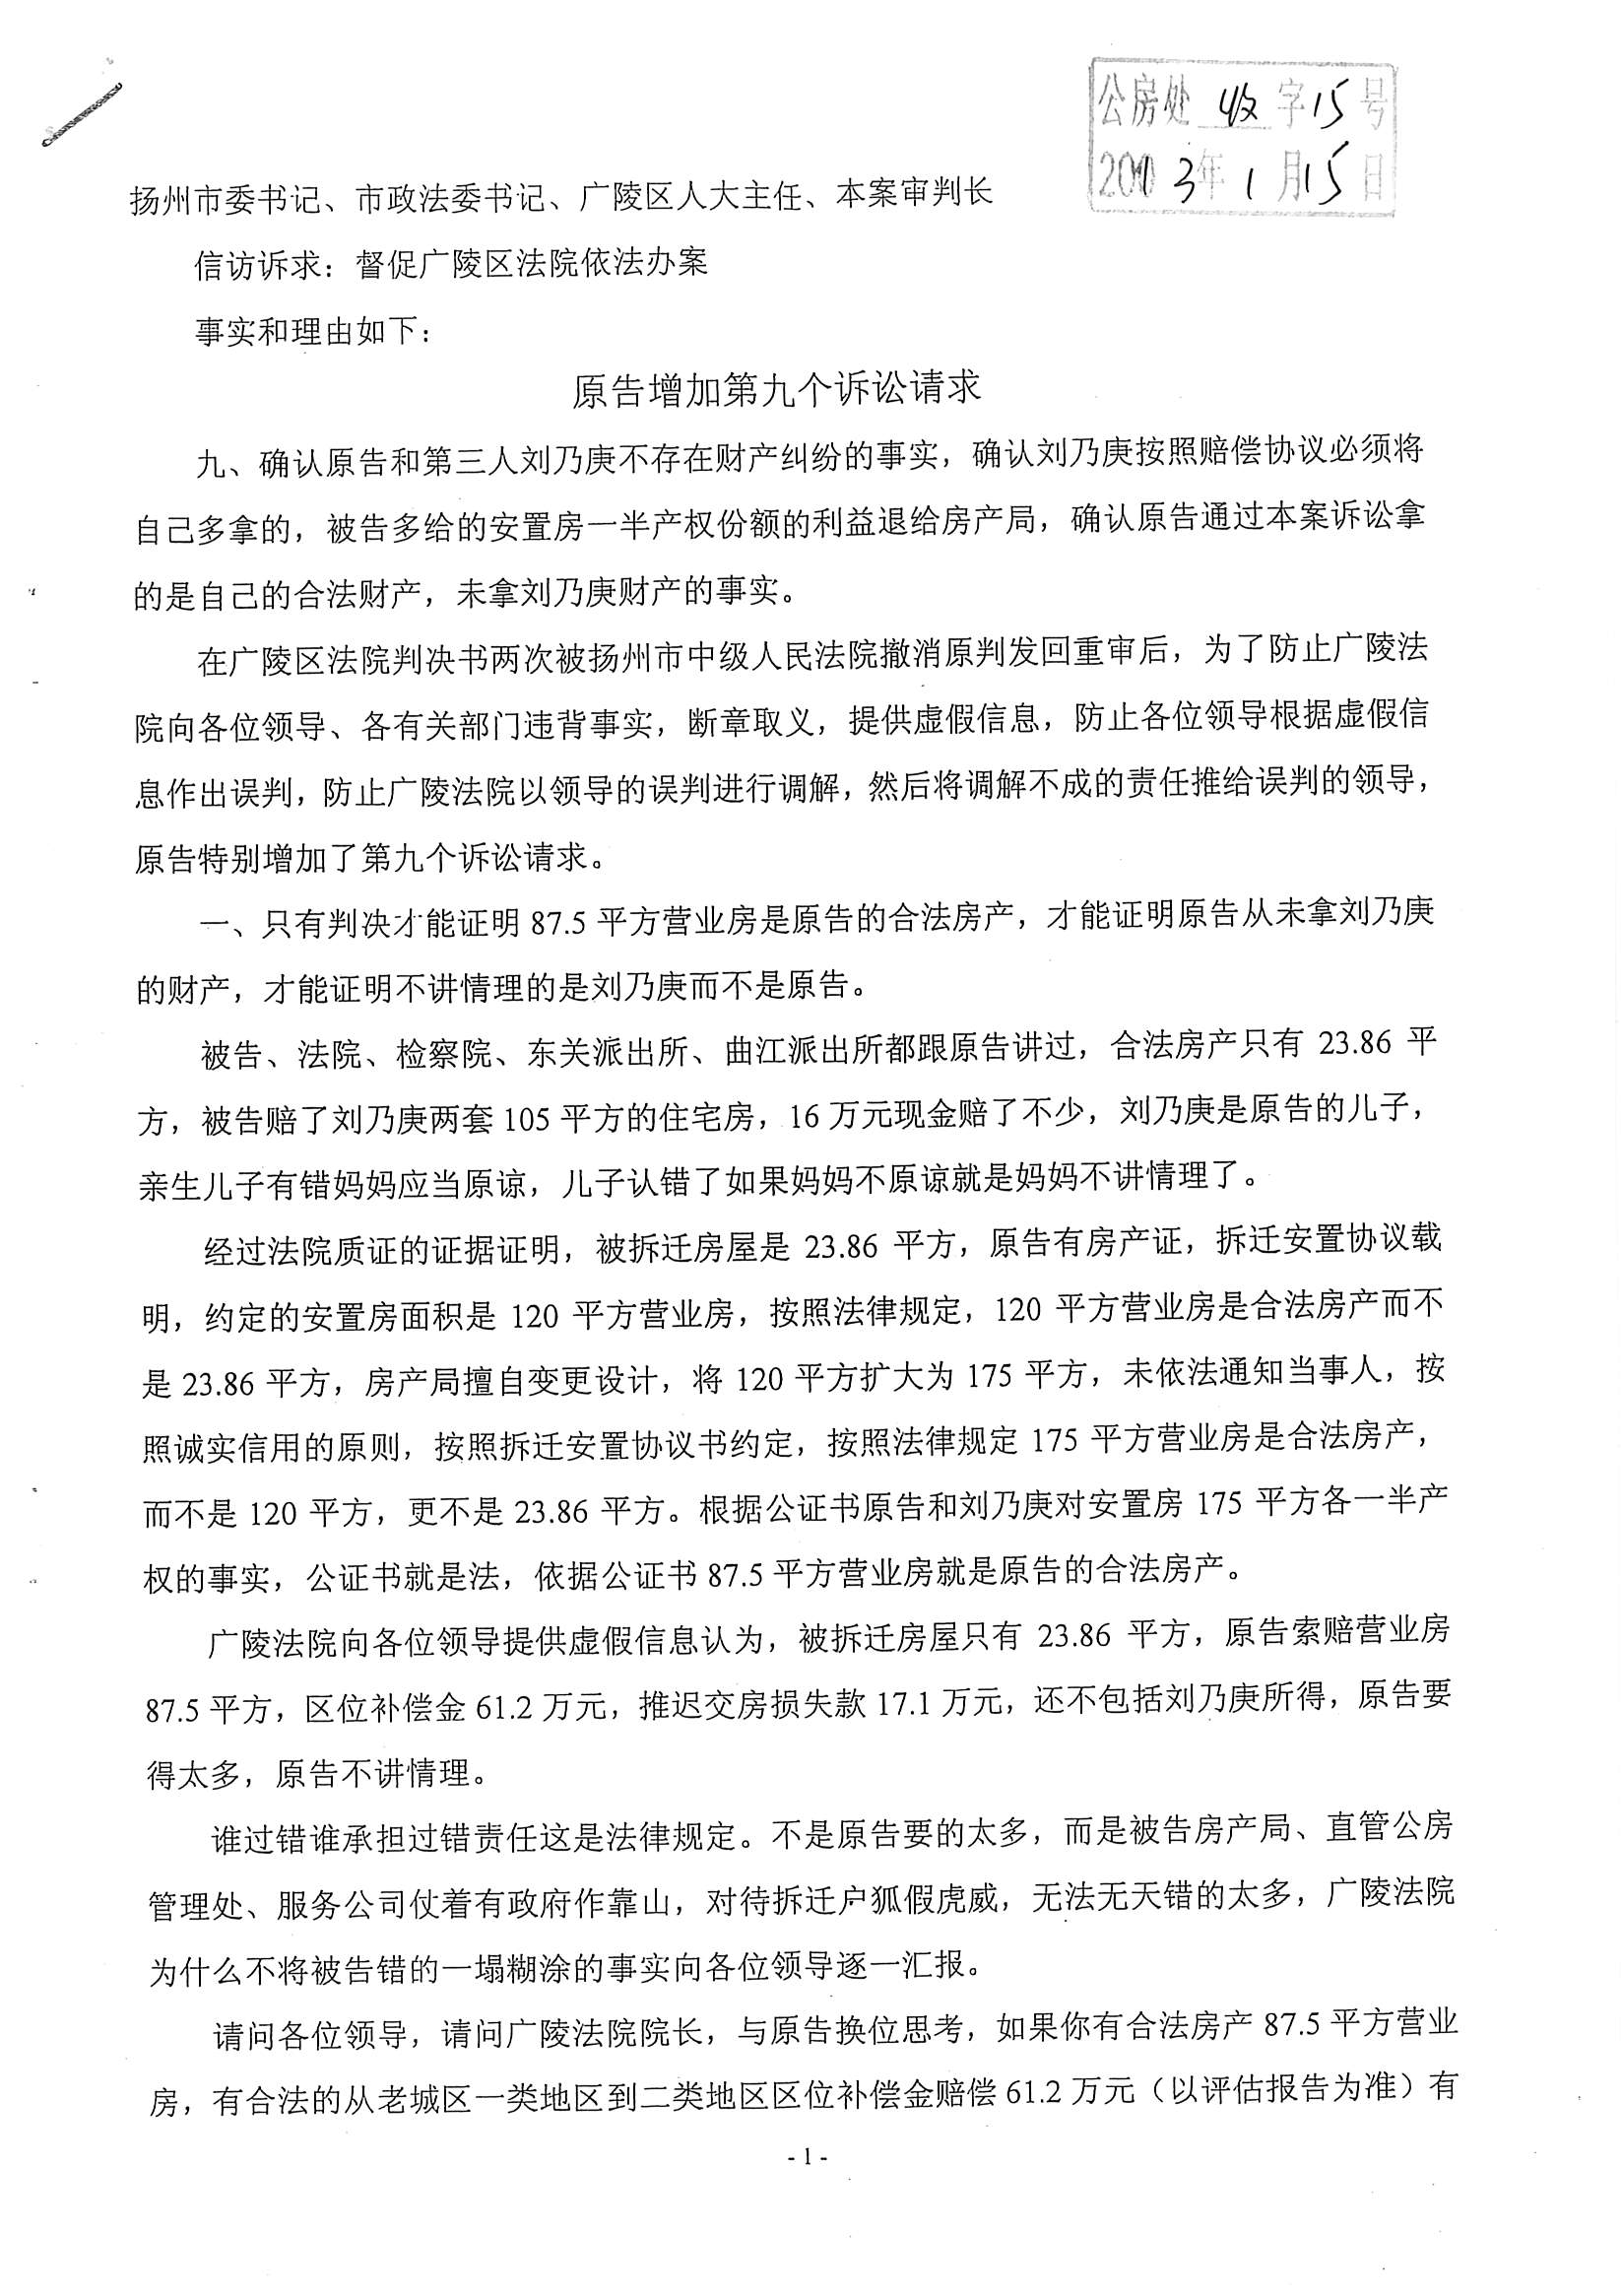 公房处 收 字15号
2013年1月15日
扬州市委书记、市政法委书记、广陵区人大主任、本案审判长
信访诉求：督促广陵区法院依法办案
事实和理由如下：
原告增加第九个诉讼请求
九、确认原告和第三人刘乃庚不存在财产纠纷的事实，确认刘乃庚按照赔偿协议必须将
自己多拿的，被告多给的安置房一半产权份额的利益退给房产局，确认原告通过本案诉讼拿
的是自己的合法财产，未拿刘乃庚财产的事实。
在广陵区法院判决书两次被扬州市中级人民法院撤消原判发回重审后，为了防止广陵法
院向各位领导、各有关部门违背事实，断章取义，提供虚假信息，防止各位领导根据虚假信
息作出误判，防止广陵法院以领导的误判进行调解，然后将调解不成的责任推给误判的领导，
原告特别增加了第九个诉讼请求。
一、只有判决才能证明 87.5 平方营业房是原告的合法房产，才能证明原告从未拿刘乃庚
的财产，才能证明不讲情理的是刘乃庚而不是原告。
被告、法院、检察院、东关派出所、曲江派出所都跟原告讲过，合法房产只有 23.86 平
方，被告赔了刘乃庚两套 105 平方的住宅房，16 万元现金赔了不少，刘乃庚是原告的儿子，
亲生儿子有错妈妈应当原谅，儿子认错了如果妈妈不原谅就是妈妈不讲情理了。
经过法院质证的证据证明，被拆迁房屋是 23.86 平方，原告有房产证，拆迁安置协议载
明，约定的安置房面积是 120 平方营业房，按照法律规定，120 平方营业房是合法房产而不
是 23.86 平方，房产局擅自变更设计，将 120 平方扩大为 175 平方，未依法通知当事人，按
照诚实信用的原则，按照拆迁安置协议书约定，按照法律规定 175 平方营业房是合法房产，
而不是 120 平方，更不是 23.86 平方。根据公证书原告和刘乃庚对安置房 175 平方各一半产
权的事实，公证书就是法，依据公证书 87.5 平方营业房就是原告的合法房产。
广陵法院向各位领导提供虚假信息认为，被拆迁房屋只有 23.86 平方，原告索赔营业房
87.5 平方，区位补偿金 61.2 万元，推迟交房损失款 17.1 万元，还不包括刘乃庚所得，原告要
得太多，原告不讲情理。
谁过错谁承担过错责任这是法律规定。不是原告要的太多，而是被告房产局、直管公房
管理处、服务公司仗着有政府作靠山，对待拆迁户狐假虎威，无法无天错的太多，广陵法院
为什么不将被告错的一塌糊涂的事实向各位领导逐一汇报。
请问各位领导，请问广陵法院院长，与原告换位思考，如果你有合法房产 87.5 平方营业
房，有合法的从老城区一类地区到二类地区区位补偿金赔偿 61.2 万元（以评估报告为准）有
- 1 -